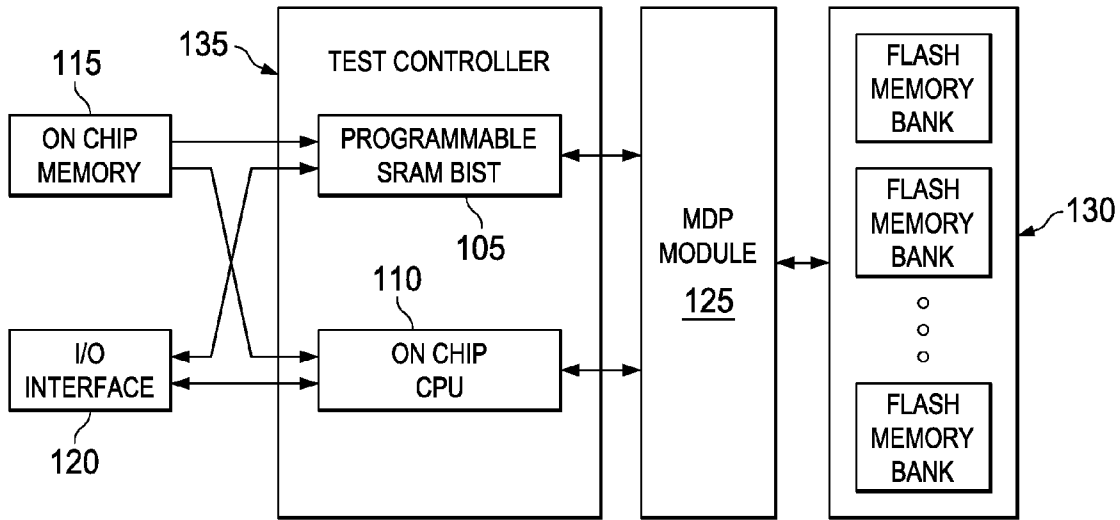 135
TEST CONTROLLER
115
ON CHIP
MEMORY
PROGRAMMABLE
SRAM BIST
105
110
ON CHIP
CPU
I/O
INTERFACE
120
MDP
MODULE
125
FLASH
MEMORY
BANK
FLASH
MEMORY
BANK
130
FLASH
MEMORY
BANK